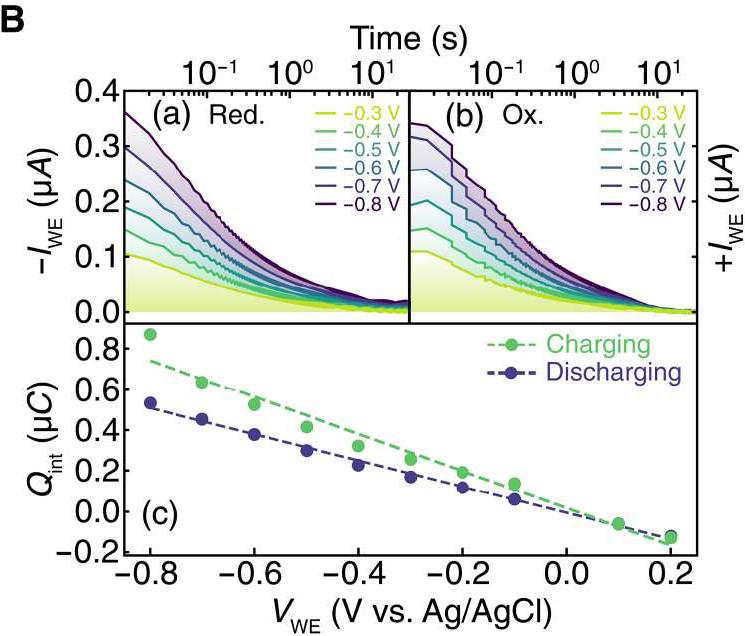 B
Time (s)
10⁻¹ 10⁰ 10¹ 10⁻¹ 10⁰ 10¹
0.4
0.3
0.2
0.1
0.0
−I_WE (μA)
(a) Red.
−0.3 V
−0.4 V
−0.5 V
−0.6 V
−0.7 V
−0.8 V
(b) Ox.
−0.3 V
−0.4 V
−0.5 V
−0.6 V
−0.7 V
−0.8 V
+I_WE (μA)
0.8
0.6
0.4
0.2
0.0
−0.2
Q_int (μC)
Charging
Discharging
(c)
−0.8 −0.6 −0.4 −0.2 0.0 0.2
V_WE (V vs. Ag/AgCl)